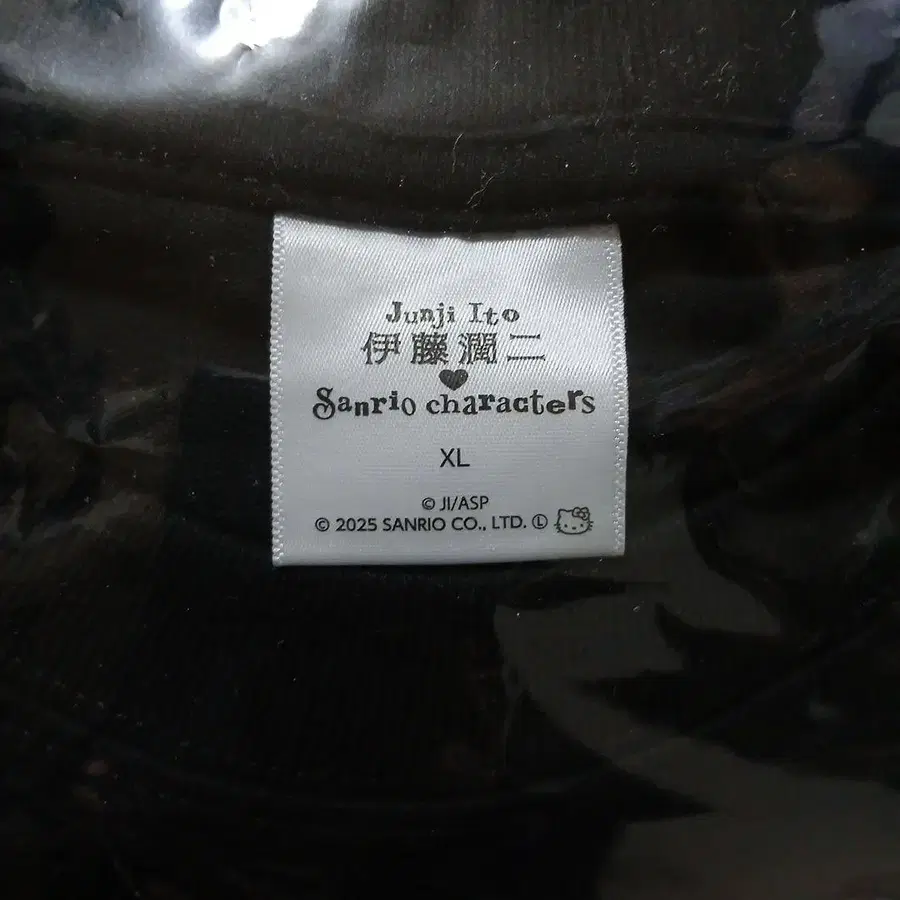 Junji Ito
伊藤潤二
Sanrio characters
XL
© JI/ASP
© 2025 SANRIO CO., LTD. Ⓛ